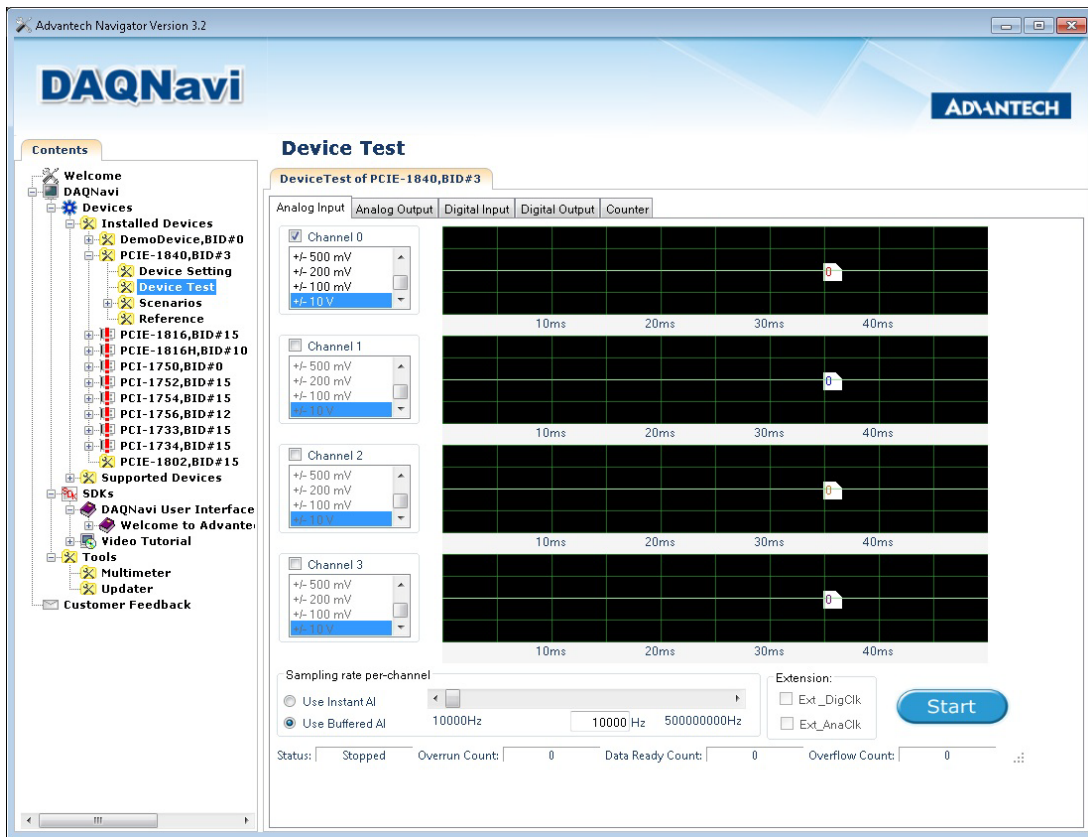 Advantech Navigator Version 3.2
DAQNavi
ADVANTECH
Contents
Welcome
DAQNavi
Devices
Installed Devices
DemoDevice,BID#0
PCIE-1840,BID#3
Device Setting
Device Test
Scenarios
Reference
PCIE-1816,BID#15
PCIE-1816H,BID#10
PCI-1750,BID#0
PCI-1752,BID#15
PCI-1754,BID#15
PCI-1756,BID#12
PCI-1733,BID#15
PCI-1734,BID#15
PCIE-1802,BID#15
Supported Devices
SDKs
DAQNavi User Interface
Welcome to Advante
Video Tutorial
Tools
Multimeter
Updater
Customer Feedback
Device Test
DeviceTest of PCIE-1840,BID#3
Analog Input Analog Output Digital Input Digital Output Counter
Channel 0
+/- 500 mV
+/- 200 mV
+/- 100 mV
+/- 10 V
0
10ms 20ms 30ms 40ms
Channel 1
+/- 500 mV
+/- 200 mV
+/- 100 mV
+/- 10 V
0
10ms 20ms 30ms 40ms
Channel 2
+/- 500 mV
+/- 200 mV
+/- 100 mV
+/- 10 V
0
10ms 20ms 30ms 40ms
Channel 3
+/- 500 mV
+/- 200 mV
+/- 100 mV
+/- 10 V
0
10ms 20ms 30ms 40ms
Sampling rate per-channel
Use Instant AI
Use Buffered AI
10000Hz 10000 Hz 500000000Hz
Extension:
Ext_DigClk
Ext_AnaClk
Start
Status: Stopped Overrun Count: 0 Data Ready Count: 0 Overflow Count: 0